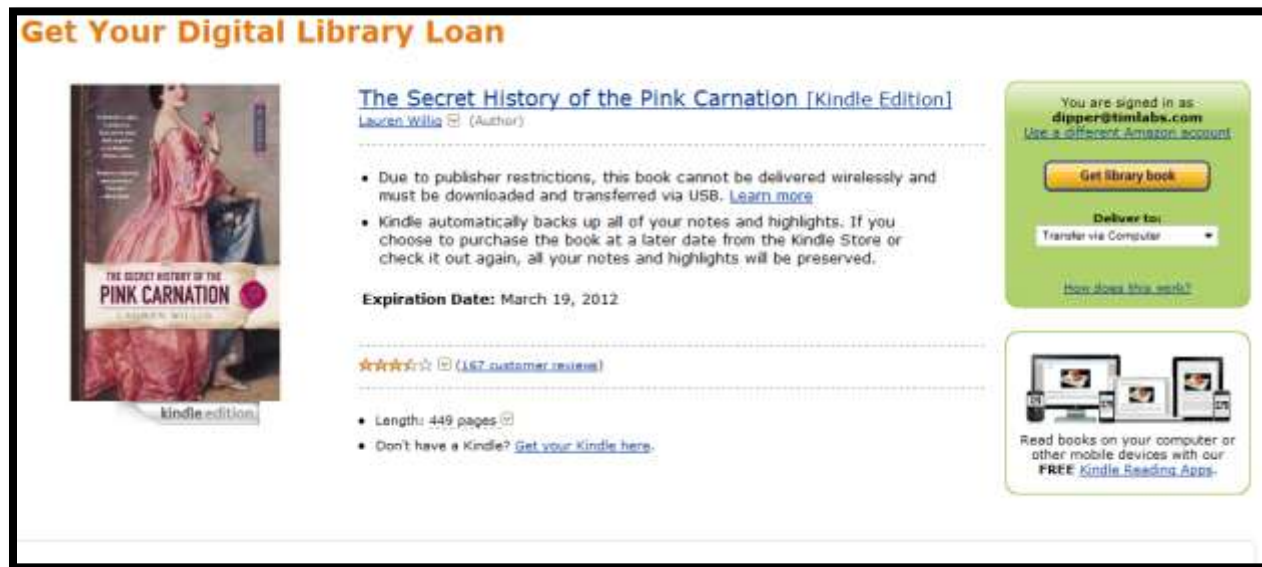 Get Your Digital Library Loan
The Secret History of the Pink Carnation [Kindle Edition]
Lauren Willig (Author)
• Due to publisher restrictions, this book cannot be delivered wirelessly and
must be downloaded and transferred via USB. Learn more
• Kindle automatically backs up all of your notes and highlights. If you
choose to purchase the book at a later date from the Kindle Store or
check it out again, all your notes and highlights will be preserved.
Expiration Date: March 19, 2012
(167 customer reviews)
• Length: 449 pages
• Don't have a Kindle? Get your Kindle here.
THE SECRET HISTORY OF THE
PINK CARNATION
LAUREN WILLIG
kindle edition
You are signed in as
dipper@timlabs.com
Use a different Amazon account
Get library book
Deliver to:
Transfer via Computer
How does this work?
Read books on your computer or
other mobile devices with our
FREE Kindle Reading Apps.